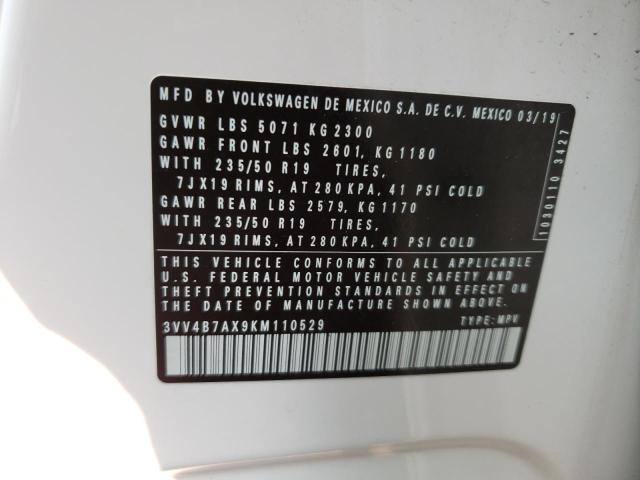 MFD BY VOLKSWAGEN DE MEXICO S.A. DE C.V. MEXICO 03/19
GVWR LBS 5071 KG 2300
GAWR FRONT LBS 2601, KG 1180
WITH 235/50 R19 TIRES,
7JX19 RIMS, AT 280 KPA, 41 PSI COLD
GAWR REAR LBS 2579, KG 1170
WITH 235/50 R19 TIRES,
7JX19 RIMS, AT 280 KPA, 41 PSI COLD
THIS VEHICLE CONFORMS TO ALL APPLICABLE
U.S. FEDERAL MOTOR VEHICLE SAFETY AND
THEFT PREVENTION STANDARDS IN EFFECT ON
THE DATE OF MANUFACTURE SHOWN ABOVE.
3VV4B7AX9KM110529 TYPE: MPV
1030110 3427